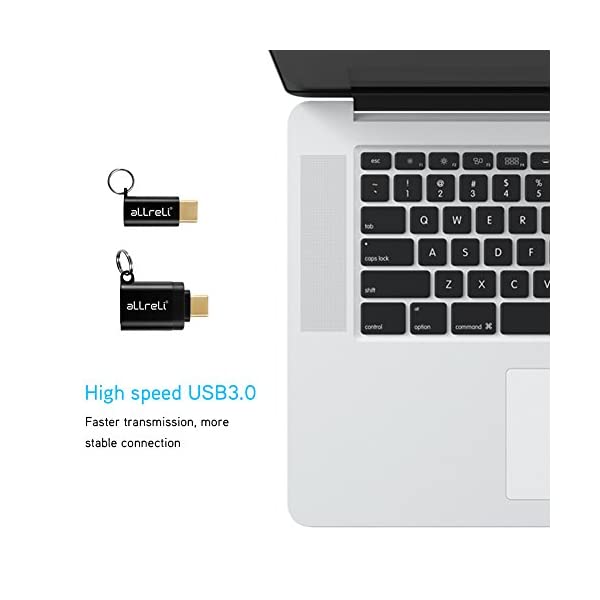 aLLreLi®
aLLreLi®
High speed USB3.0
Faster transmission, more
stable connection
esc F1 F2 F3 F4
~ ` ! 1 @ 2 # 3 $ 4 % 5
tab Q W E R
caps lock A S D F
shift Z X C V
control option command ⌘